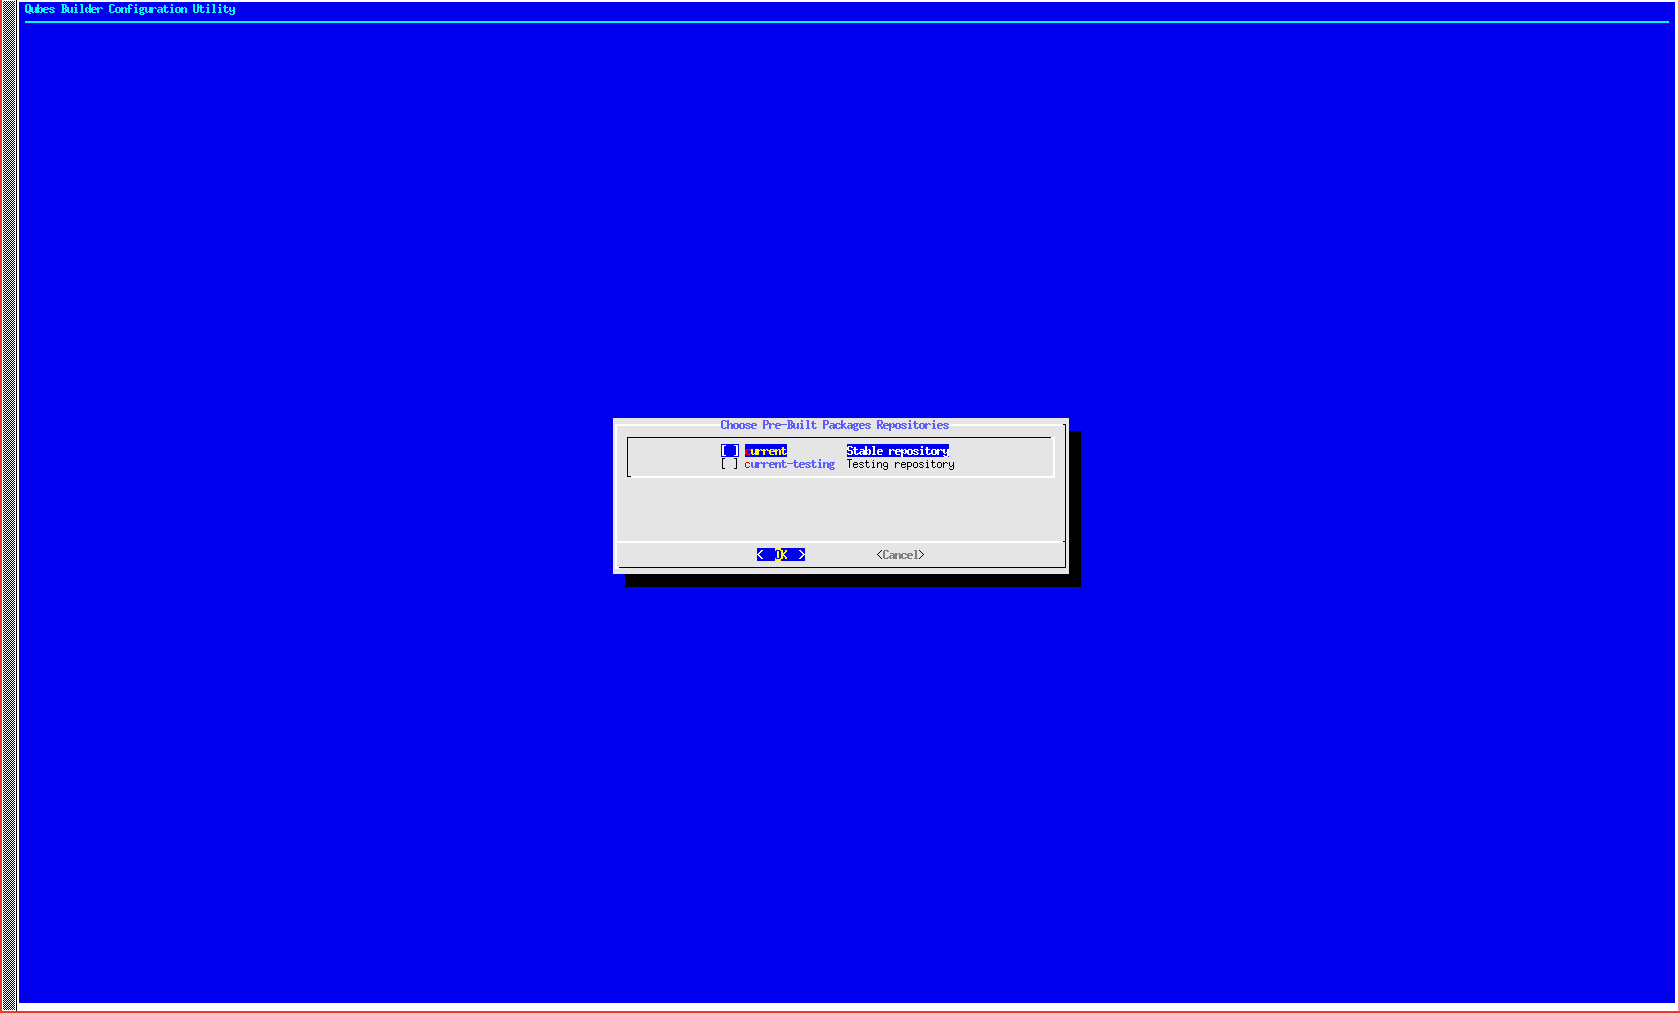 Qubes Builder Configuration Utility
Choose Pre-Built Packages Repositories
[ ] current Stable repository
[ ] current-testing Testing repository
< OK > <Cancel>